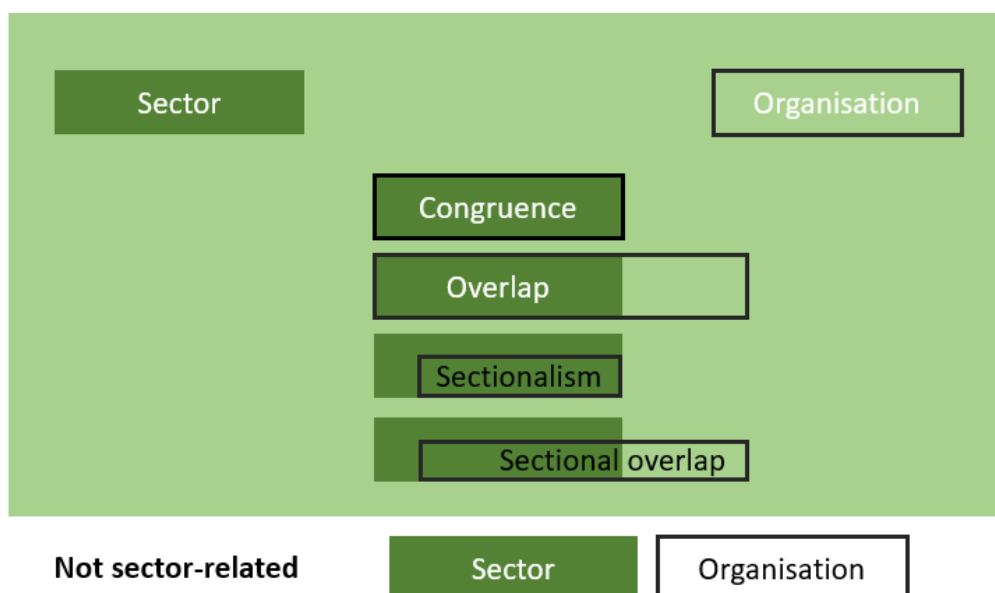 Sector
Organisation
Congruence
Overlap
Sectionalism
Sectional overlap
Not sector-related
Sector
Organisation